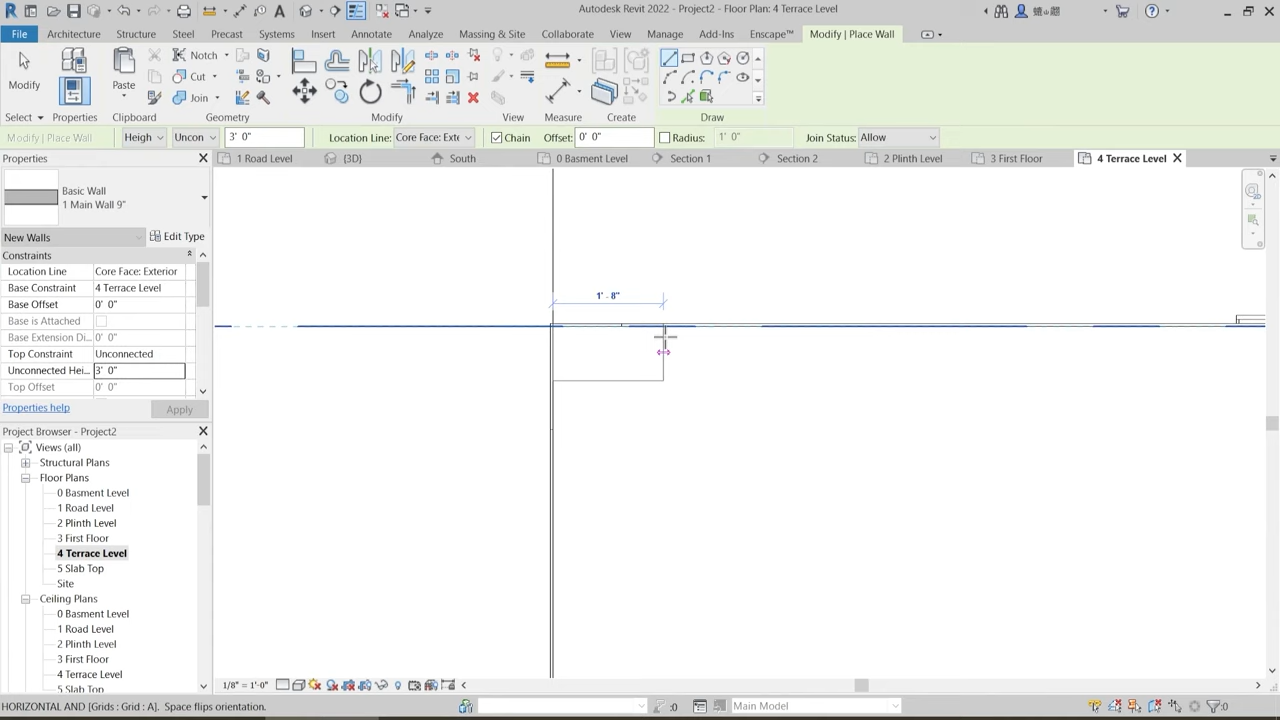 Autodesk Revit 2022 - Project2 - Floor Plan: 4 Terrace Level
File Architecture Structure Steel Precast Systems Insert Annotate Analyze Massing & Site Collaborate View Manage Add-Ins Enscape™ Modify | Place Wall
Modify
Paste
Notch
Cut
Join
Select Properties Clipboard Geometry Modify View Measure Create Draw
Modify | Place Wall Heigh Uncon 3' 0" Location Line: Core Face: Exte Chain Offset: 0' 0" Radius: 1' 0" Join Status: Allow
Properties
1 Road Level {3D} South 0 Basment Level Section 1 Section 2 2 Plinth Level 3 First Floor 4 Terrace Level
Basic Wall
1 Main Wall 9"
New Walls Edit Type
Constraints
Location Line Core Face: Exterior
Base Constraint 4 Terrace Level
Base Offset 0' 0"
Base is Attached
Base Extension Di... 0' 0"
Top Constraint Unconnected
Unconnected Hei... 3' 0"
Top Offset 0' 0"
Properties help Apply
1' - 8"
Project Browser - Project2
Views (all)
Structural Plans
Floor Plans
0 Basment Level
1 Road Level
2 Plinth Level
3 First Floor
4 Terrace Level
5 Slab Top
Site
Ceiling Plans
0 Basment Level
1 Road Level
2 Plinth Level
3 First Floor
4 Terrace Level
5 Slab Top
1/8" = 1'-0"
HORIZONTAL AND [Grids : Grid : A]. Space flips orientation. :0 Main Model :0